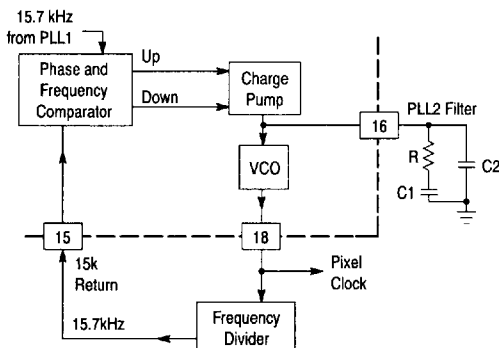 15.7 kHz
from PLL1
Phase and
Frequency
Comparator
Up
Down
Charge
Pump
16
PLL2 Filter
R
C1
C2
VCO
15
18
15k
Return
Pixel
Clock
15.7kHz
Frequency
Divider